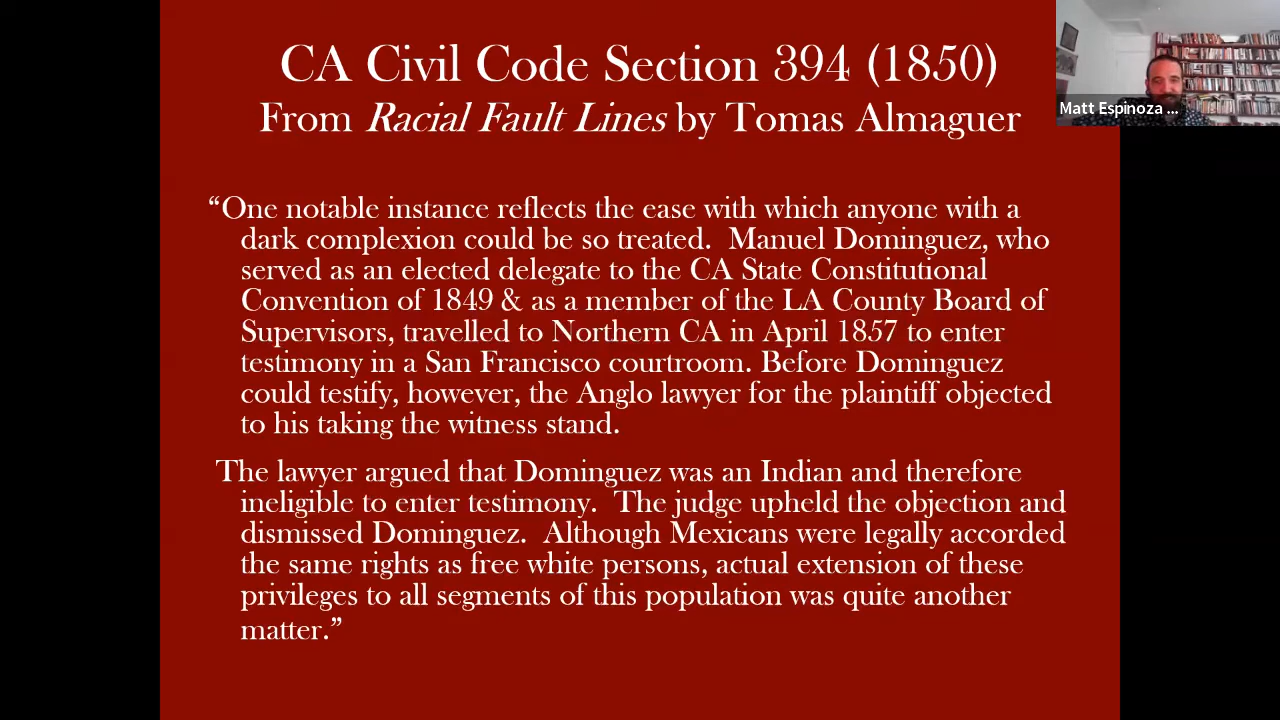 CA Civil Code Section 394 (1850)
From Racial Fault Lines by Tomas Almaguer
Matt Espinoza ...
“One notable instance reflects the ease with which anyone with a
dark complexion could be so treated.  Manuel Dominguez, who
served as an elected delegate to the CA State Constitutional
Convention of 1849 & as a member of the LA County Board of
Supervisors, travelled to Northern CA in April 1857 to enter
testimony in a San Francisco courtroom. Before Dominguez
could testify, however, the Anglo lawyer for the plaintiff objected
to his taking the witness stand.
The lawyer argued that Dominguez was an Indian and therefore
ineligible to enter testimony.  The judge upheld the objection and
dismissed Dominguez.  Although Mexicans were legally accorded
the same rights as free white persons, actual extension of these
privileges to all segments of this population was quite another
matter.”